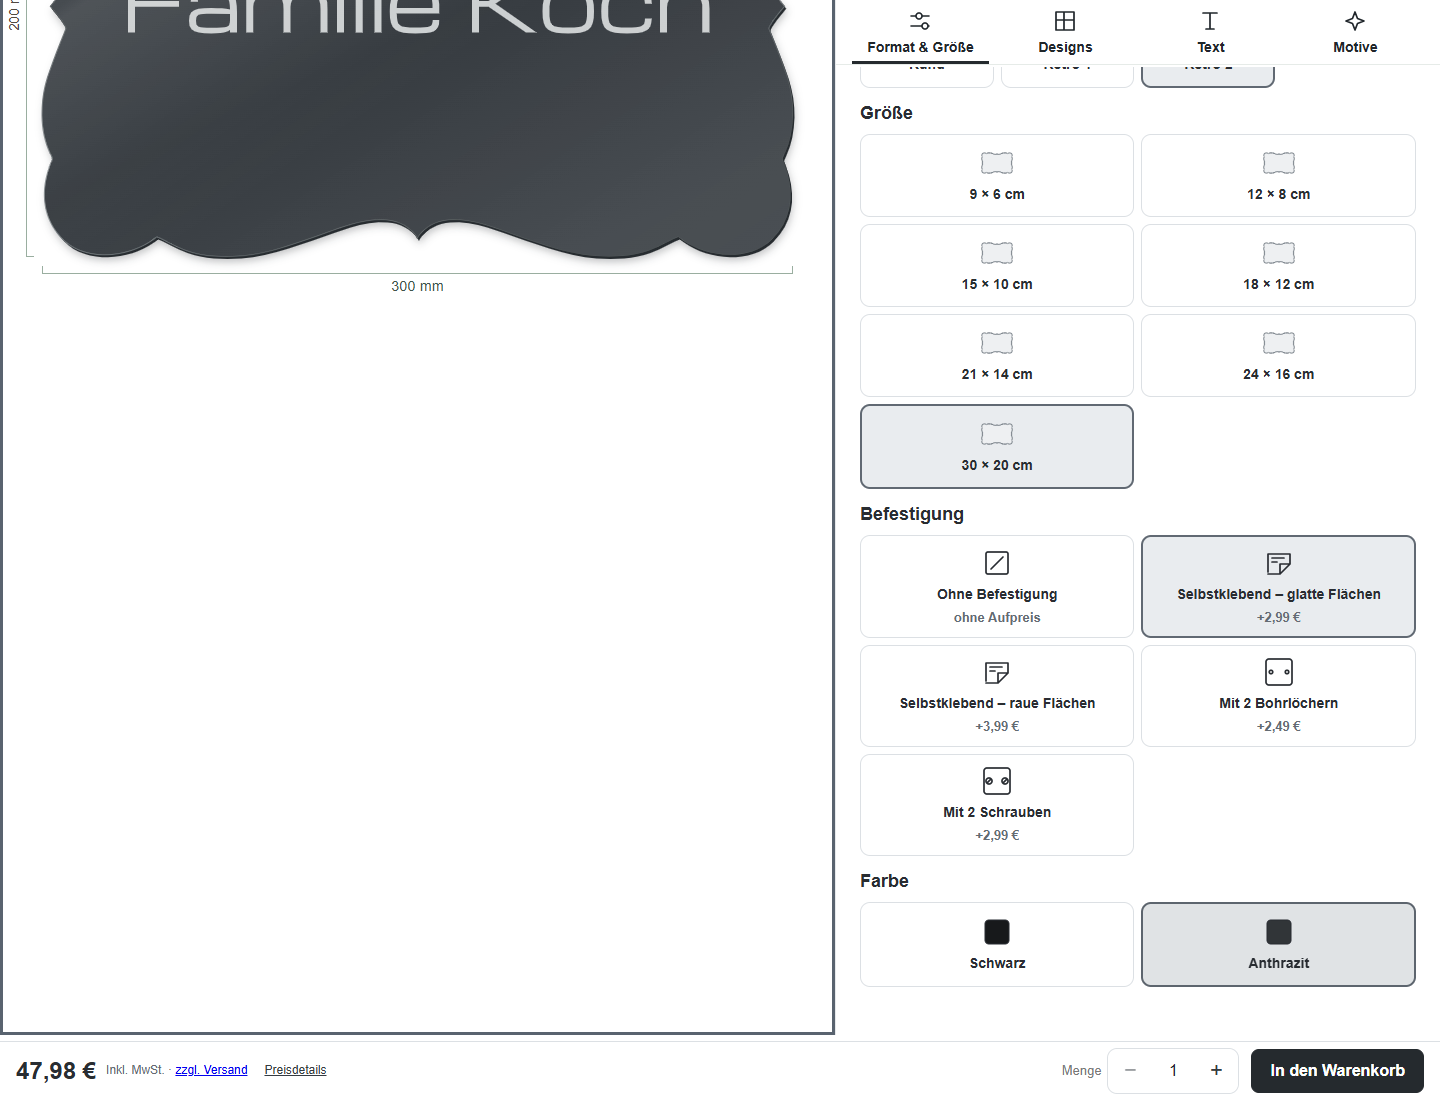 Familie Koch
300 mm
Format & Größe
Designs
Text
Motive
Größe
9 × 6 cm
12 × 8 cm
15 × 10 cm
18 × 12 cm
21 × 14 cm
24 × 16 cm
30 × 20 cm
Befestigung
Ohne Befestigung
ohne Aufpreis
Selbstklebend – glatte Flächen
+2,99 €
Selbstklebend – raue Flächen
+3,99 €
Mit 2 Bohrlöchern
+2,49 €
Mit 2 Schrauben
+2,99 €
Farbe
Schwarz
Anthrazit
47,98 € Inkl. MwSt. · zzgl. Versand Preisdetails
Menge − 1 + In den Warenkorb